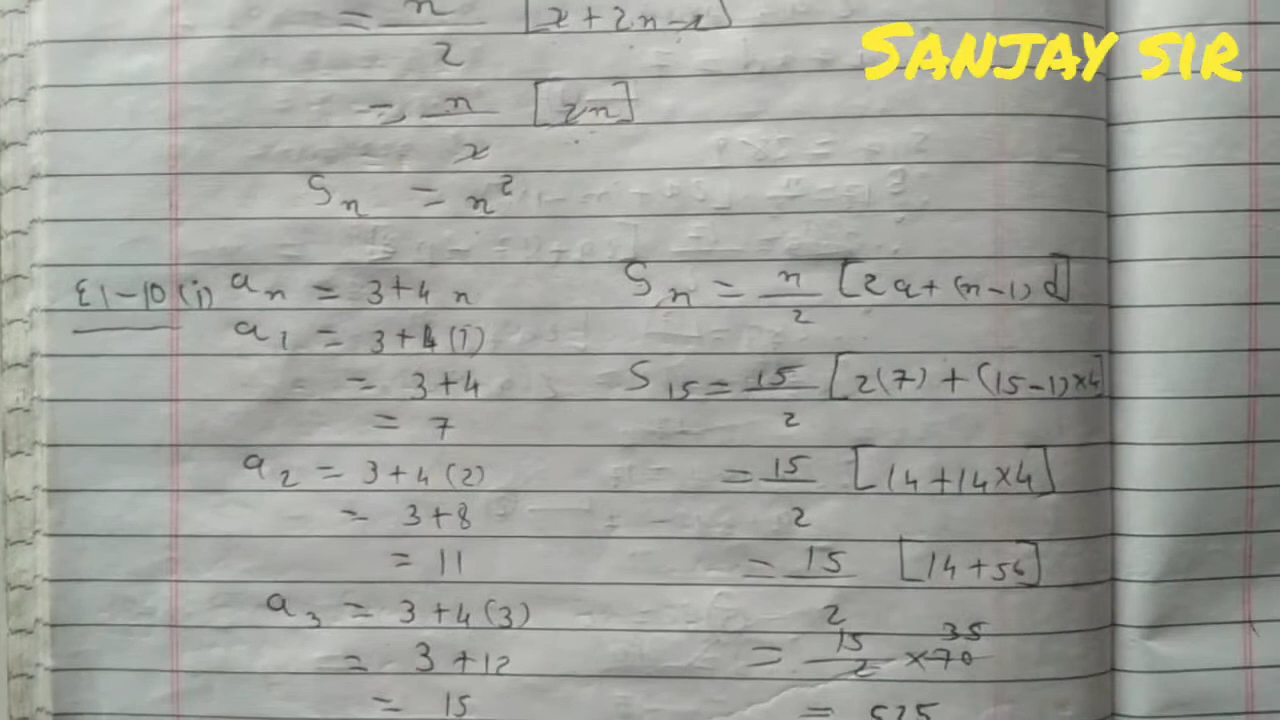 = n/2 [x+2n-x]
SANJAY SIR
= n/2 [2n]
Sn = n²
E1-10 (i) an = 3+4n
a1 = 3+4(1)
= 3+4
= 7
a2 = 3+4(2)
= 3+8
= 11
a3 = 3+4(3)
= 3+12
= 15
Sn = n/2 [2a+(n-1)d]
S15 = 15/2 [2(7)+(15-1)×4]
= 15/2 [14+14×4]
= 15/2 [14+56]
35
= 15/2 ×70
= 525